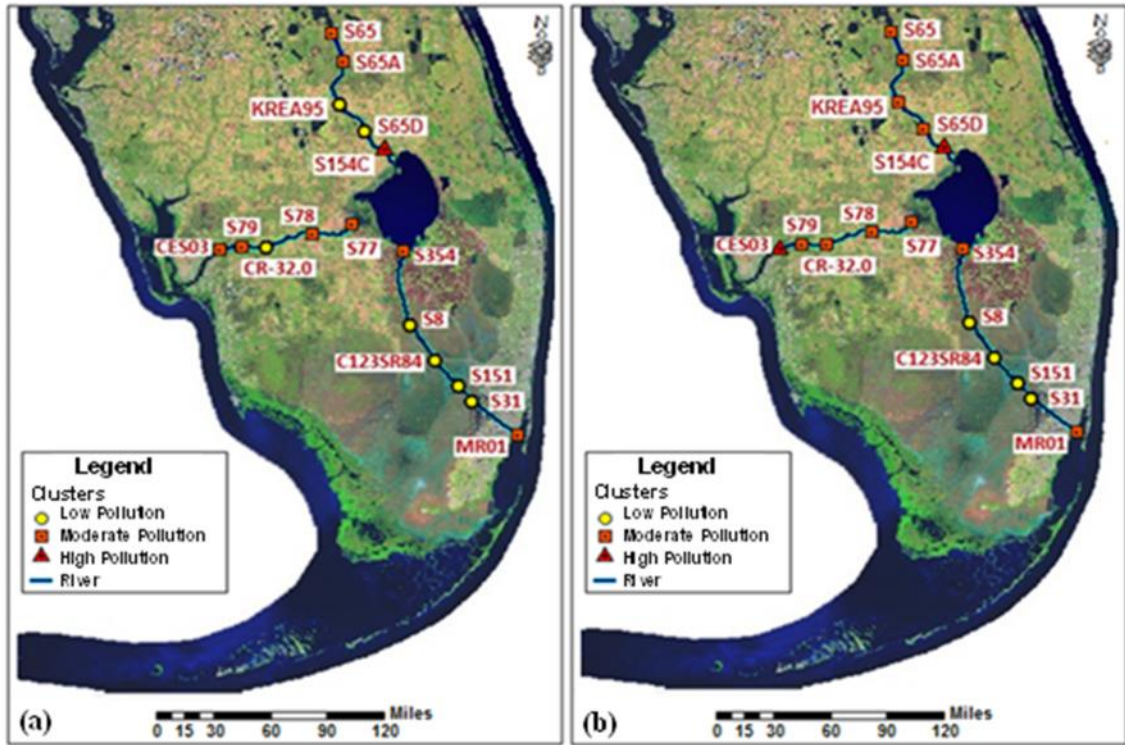 N
S65
S65A
KREA95
S65D
S154C
S78
S79
CES03
S77
CR-32.0
S354
S8
C123SR84
S151
S31
MR01
Legend
Clusters
Low Pollution
Moderate Pollution
High Pollution
River
(a)
Miles
0 15 30 60 90 120
N
S65
S65A
KREA95
S65D
S154C
S78
S79
CES03
S77
CR-32.0
S354
S8
C123SR84
S151
S31
MR01
Legend
Clusters
Low Pollution
Moderate Pollution
High Pollution
River
(b)
Miles
0 15 30 60 90 120